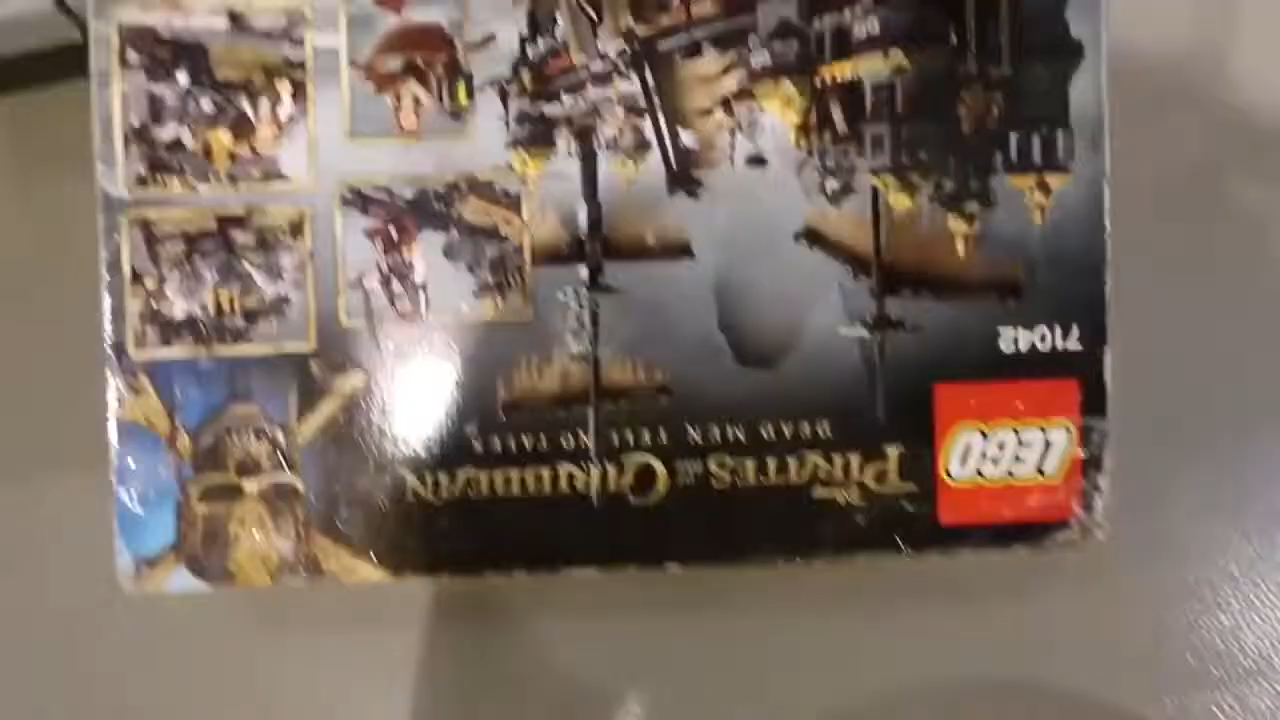 LEGO
PIRATES OF THE CARIBBEAN
DEAD MEN TELL NO TALES
71042